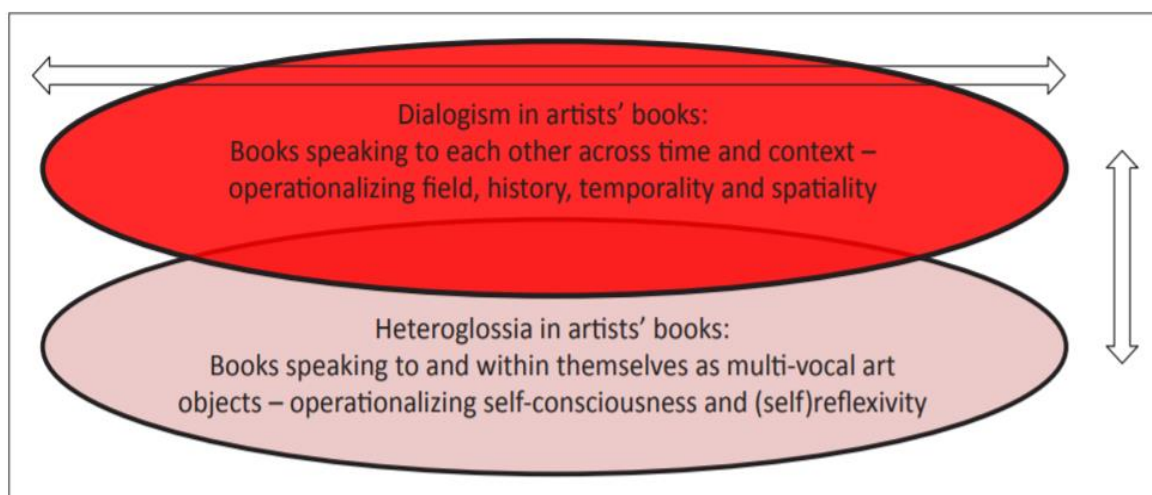 Dialogism in artists’ books:
Books speaking to each other across time and context –
operationalizing field, history, temporality and spatiality
Heteroglossia in artists’ books:
Books speaking to and within themselves as multi-vocal art
objects – operationalizing self-consciousness and (self)reflexivity